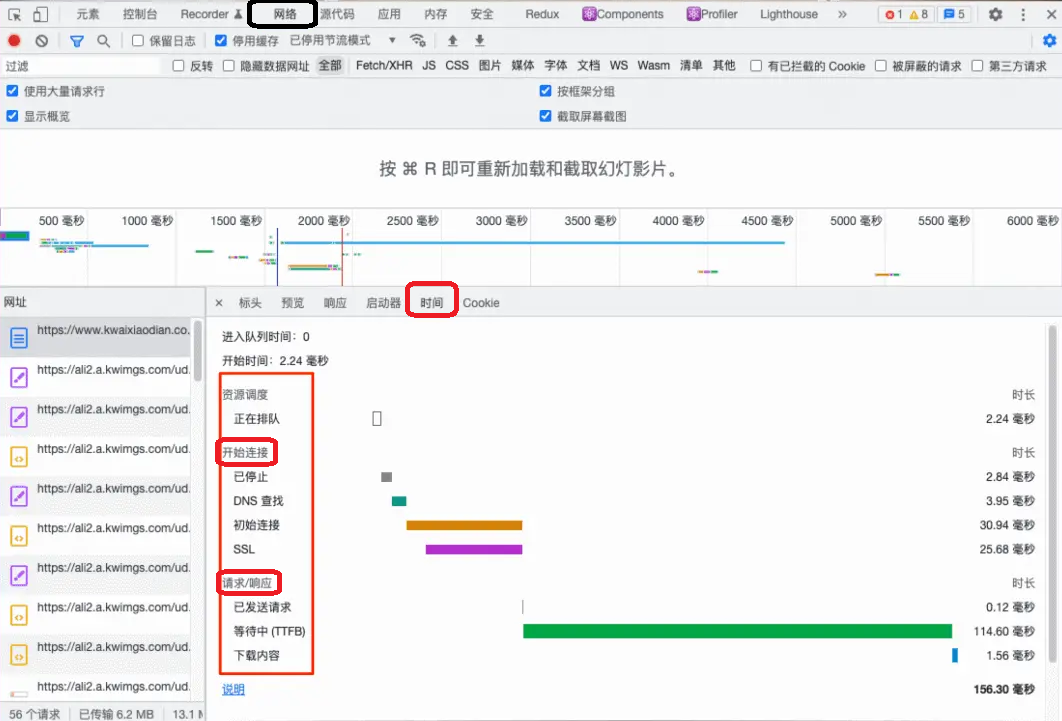 元素 控制台 Recorder 网络 源代码 应用 内存 安全 Redux Components Profiler Lighthouse » 1 8 5
保留日志 停用缓存 已停用节流模式
过滤 反转 隐藏数据网址 全部 Fetch/XHR JS CSS 图片 媒体 字体 文档 WS Wasm 清单 其他 有已拦截的 Cookie 被屏蔽的请求 第三方请求
使用大量请求行 按框架分组
显示概览 截取屏幕截图
按 ⌘ R 即可重新加载和截取幻灯影片。
500 毫秒 1000 毫秒 1500 毫秒 2000 毫秒 2500 毫秒 3000 毫秒 3500 毫秒 4000 毫秒 4500 毫秒 5000 毫秒 5500 毫秒 6000 毫秒
网址 × 标头 预览 响应 启动器 时间 Cookie
https://www.kwaixiaodian.co.
https://ali2.a.kwimgs.com/ud.
https://ali2.a.kwimgs.com/ud.
https://ali2.a.kwimgs.com/ud.
https://ali2.a.kwimgs.com/ud.
https://ali2.a.kwimgs.com/ud.
https://ali2.a.kwimgs.com/ud.
https://ali2.a.kwimgs.com/ud.
https://ali2.a.kwimgs.com/ud.
https://ali2.a.kwimgs.com/ud.
56 个请求 已传输 6.2 MB 13.1 M
进入队列时间：0
开始时间：2.24 毫秒
资源调度 时长
正在排队 2.24 毫秒
开始连接 时长
已停止 2.84 毫秒
DNS 查找 3.95 毫秒
初始连接 30.94 毫秒
SSL 25.68 毫秒
请求/响应 时长
已发送请求 0.12 毫秒
等待中 (TTFB) 114.60 毫秒
下载内容 1.56 毫秒
说明 156.30 毫秒